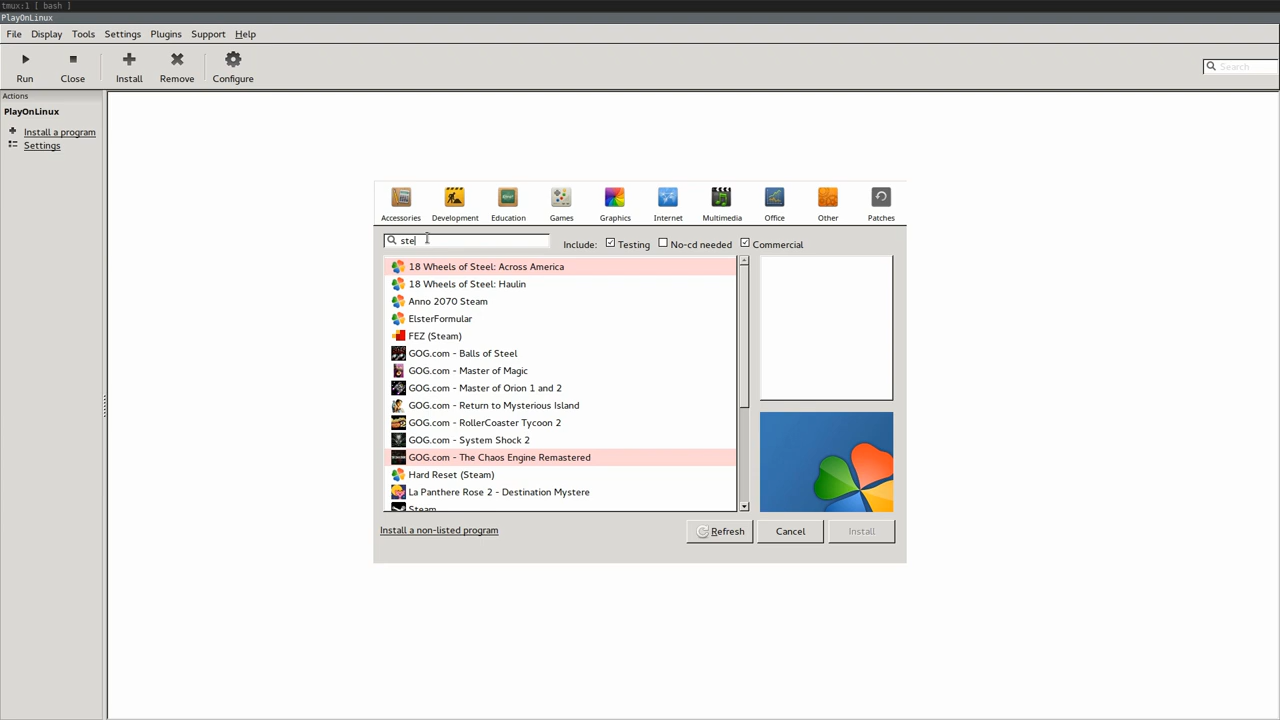 tmux:1 [ bash ]
PlayOnLinux
File Display Tools Settings Plugins Support Help
Run Close Install Remove Configure
Search
Actions
PlayOnLinux
Install a program
Settings
Accessories Development Education Games Graphics Internet Multimedia Office Other Patches
ste
Include: Testing No-cd needed Commercial
18 Wheels of Steel: Across America
18 Wheels of Steel: Haulin
Anno 2070 Steam
ElsterFormular
FEZ (Steam)
GOG.com - Balls of Steel
GOG.com - Master of Magic
GOG.com - Master of Orion 1 and 2
GOG.com - Return to Mysterious Island
GOG.com - RollerCoaster Tycoon 2
GOG.com - System Shock 2
GOG.com - The Chaos Engine Remastered
Hard Reset (Steam)
La Panthere Rose 2 - Destination Mystere
Steam
Install a non-listed program
Refresh Cancel Install